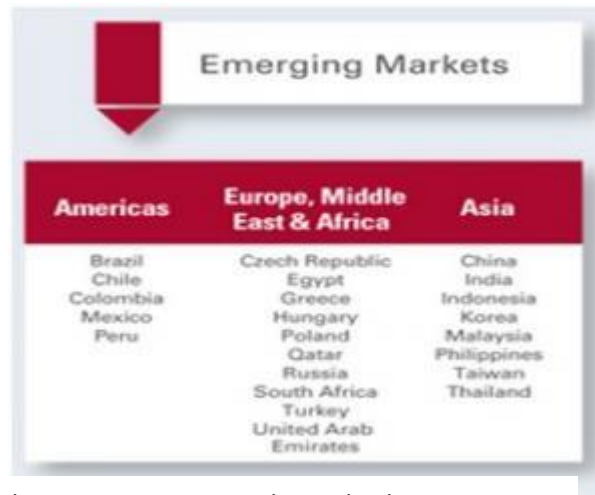 Emerging Markets
Americas
Europe, Middle
East & Africa
Asia
Brazil
Chile
Colombia
Mexico
Peru
Czech Republic
Egypt
Greece
Hungary
Poland
Qatar
Russia
South Africa
Turkey
United Arab
Emirates
China
India
Indonesia
Korea
Malaysia
Philippines
Taiwan
Thailand